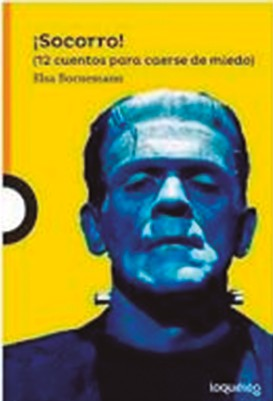 ¡Socorro!
(12 cuentos para caerse de miedo)
Elsa Bornemann
loqueleo